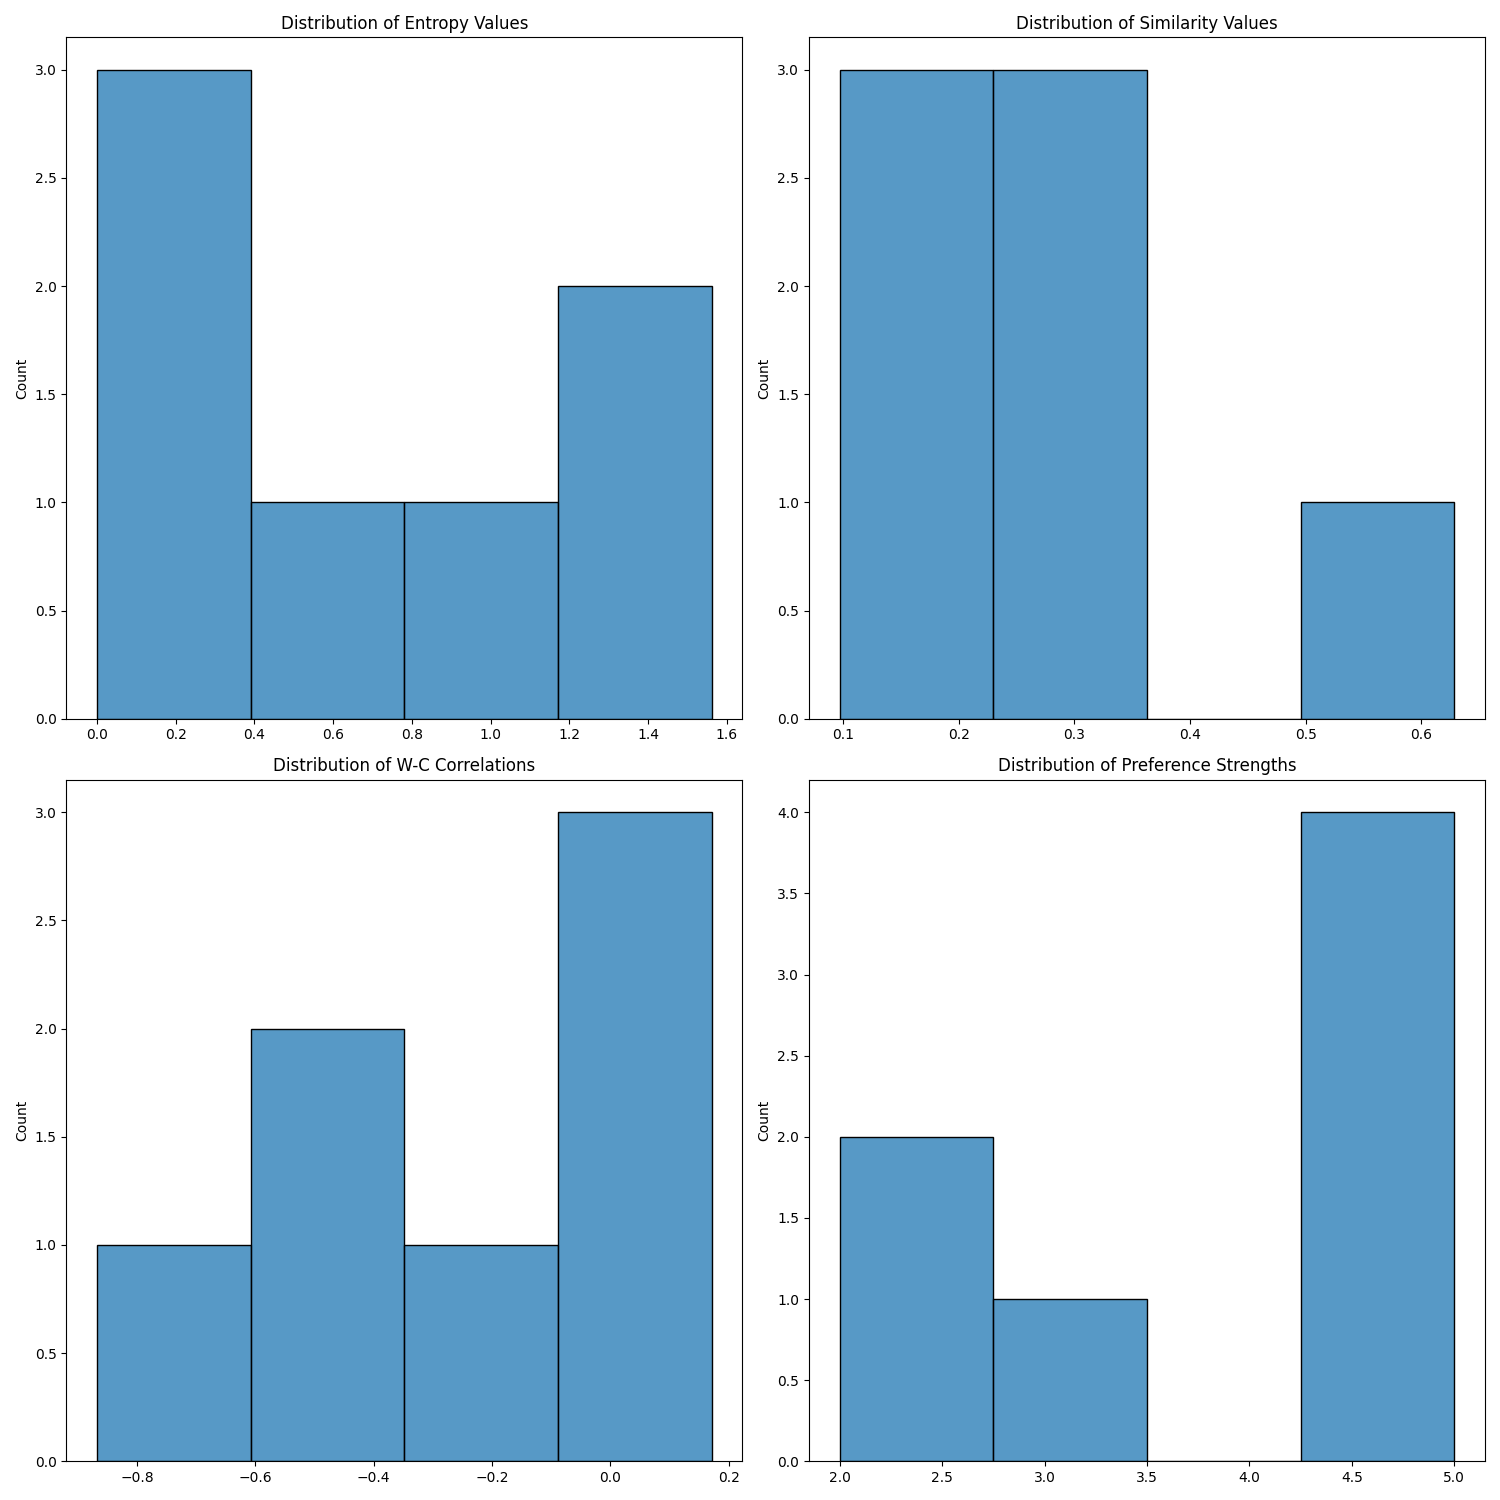 Distribution of Entropy Values
3.0
2.5
2.0
1.5
1.0
0.5
0.0
Count
0.0 0.2 0.4 0.6 0.8 1.0 1.2 1.4 1.6
Distribution of Similarity Values
3.0
2.5
2.0
1.5
1.0
0.5
0.0
Count
0.1 0.2 0.3 0.4 0.5 0.6
Distribution of W-C Correlations
3.0
2.5
2.0
1.5
1.0
0.5
0.0
Count
−0.8 −0.6 −0.4 −0.2 0.0 0.2
Distribution of Preference Strengths
4.0
3.5
3.0
2.5
2.0
1.5
1.0
0.5
0.0
Count
2.0 2.5 3.0 3.5 4.0 4.5 5.0